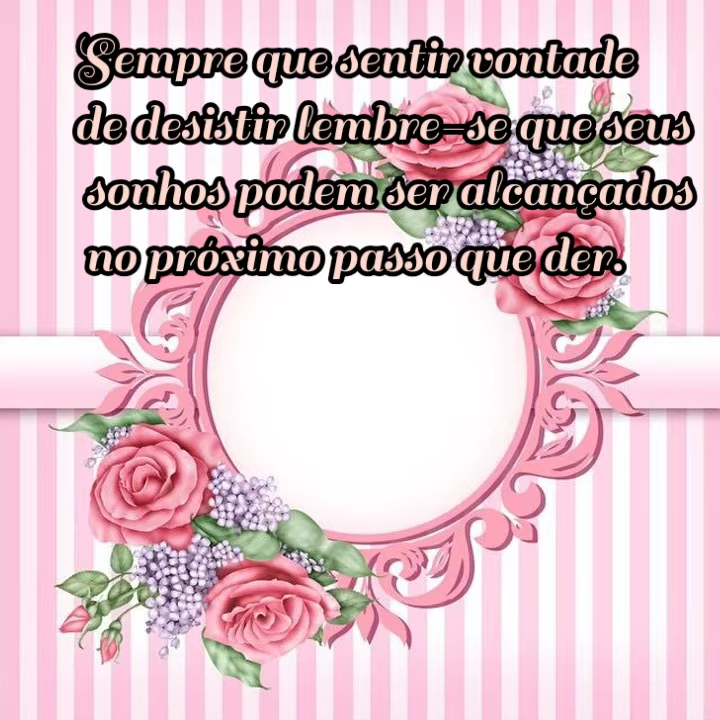 Sempre que sentir vontade
de desistir lembre-se que seus
sonhos podem ser alcançados
no próximo passo que der.